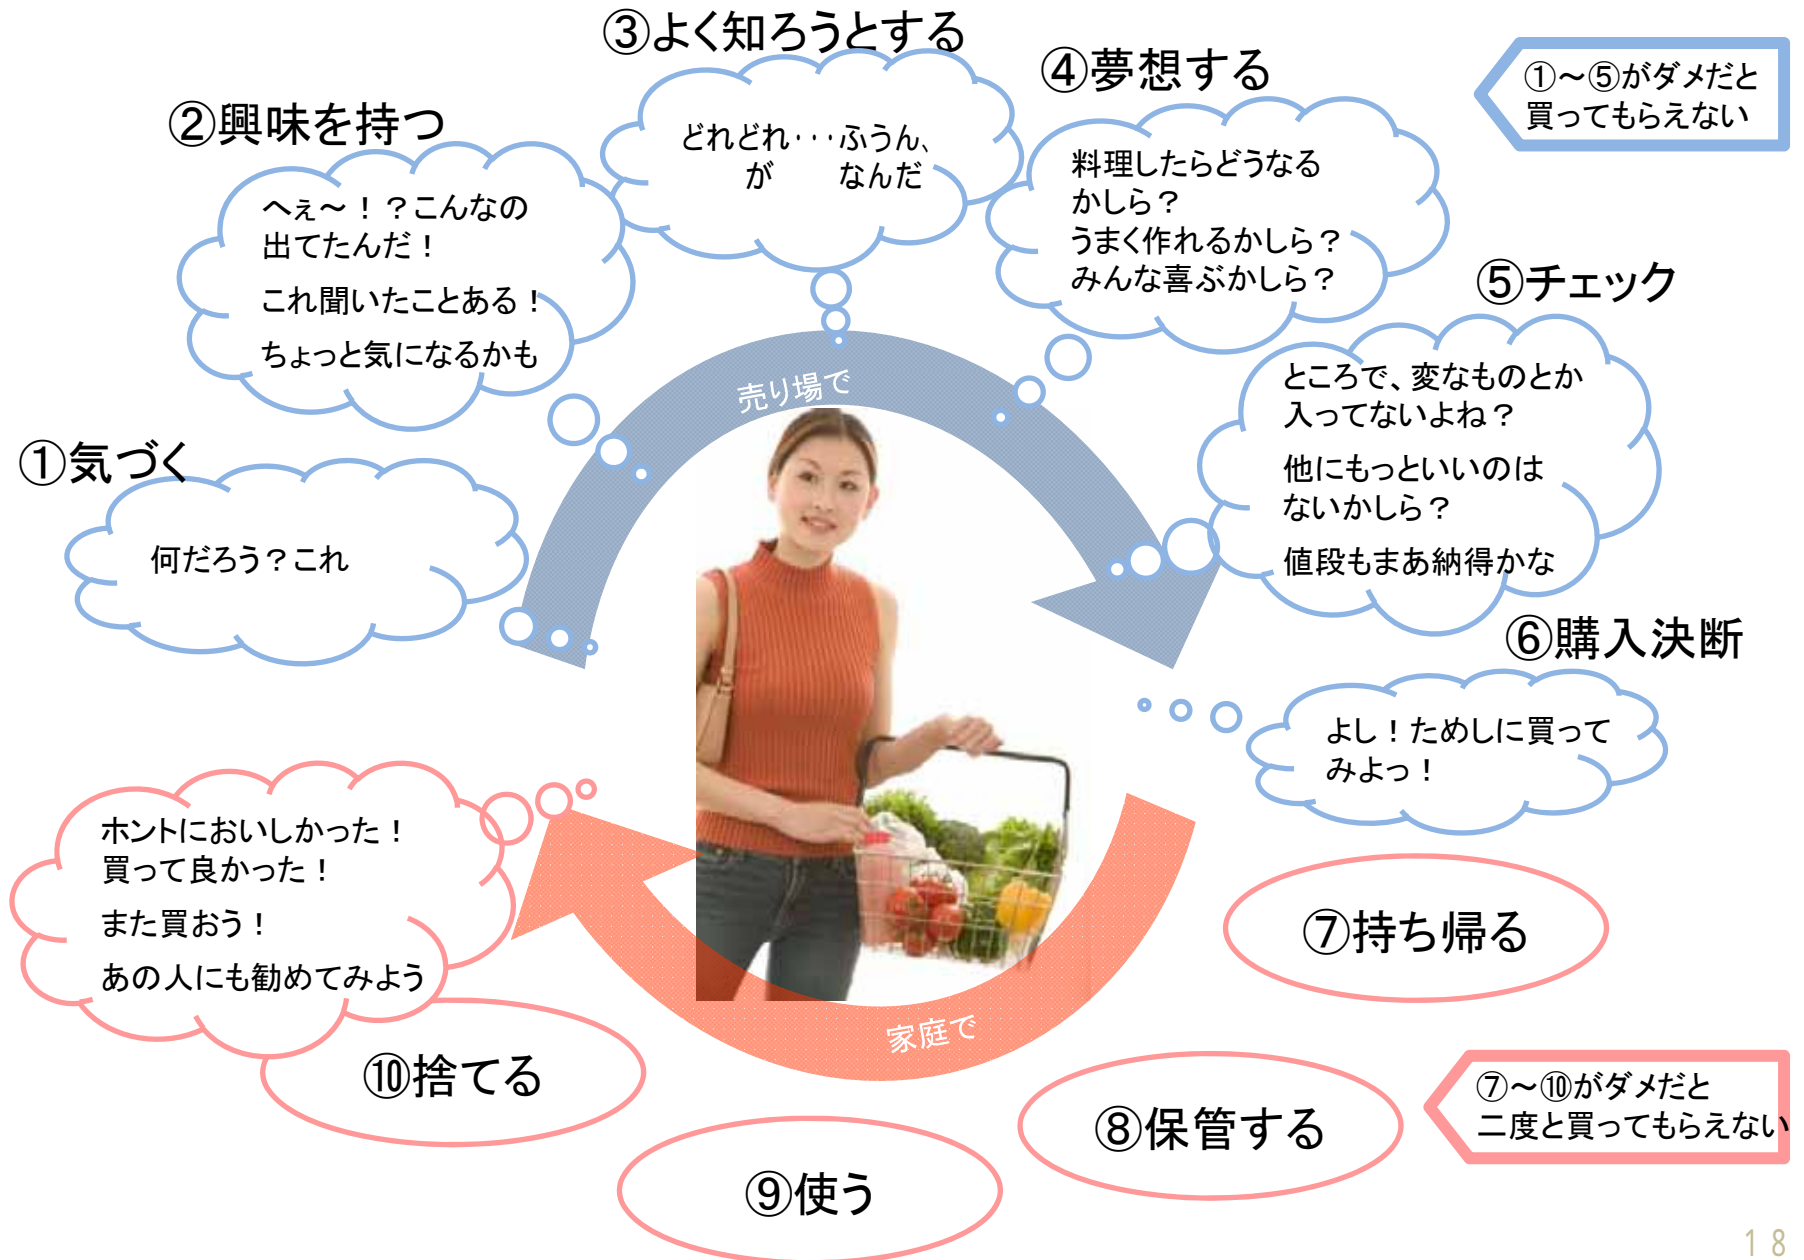 ③よく知ろうとする
どれどれ・・・ふうん、
が　　なんだ
④夢想する
料理したらどうなる
かしら？
うまく作れるかしら？
みんな喜ぶかしら？
①～⑤がダメだと
買ってもらえない
②興味を持つ
へぇ～！？こんなの
出てたんだ！
これ聞いたことある！
ちょっと気になるかも
⑤チェック
ところで、変なものとか
入ってないよね？
他にもっといいのは
ないかしら？
値段もまあ納得かな
①気づく
何だろう？これ
売り場で
⑥購入決断
よし！ためしに買って
みよっ！
ホントにおいしかった！
買って良かった！
また買おう！
あの人にも勧めてみよう
⑦持ち帰る
家庭で
⑩捨てる
⑧保管する
⑨使う
⑦～⑩がダメだと
二度と買ってもらえない
18